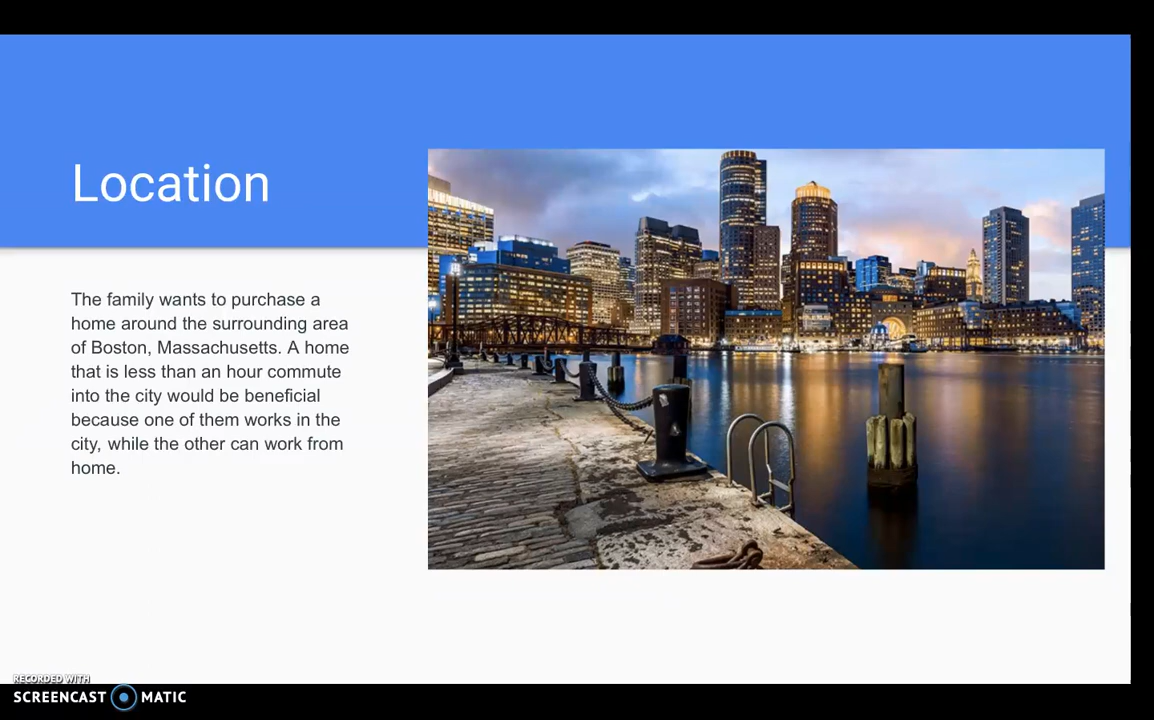 Location
The family wants to purchase a
home around the surrounding area
of Boston, Massachusetts. A home
that is less than an hour commute
into the city would be beneficial
because one of them works in the
city, while the other can work from
home.
RECORDED WITH
SCREENCAST MATIC